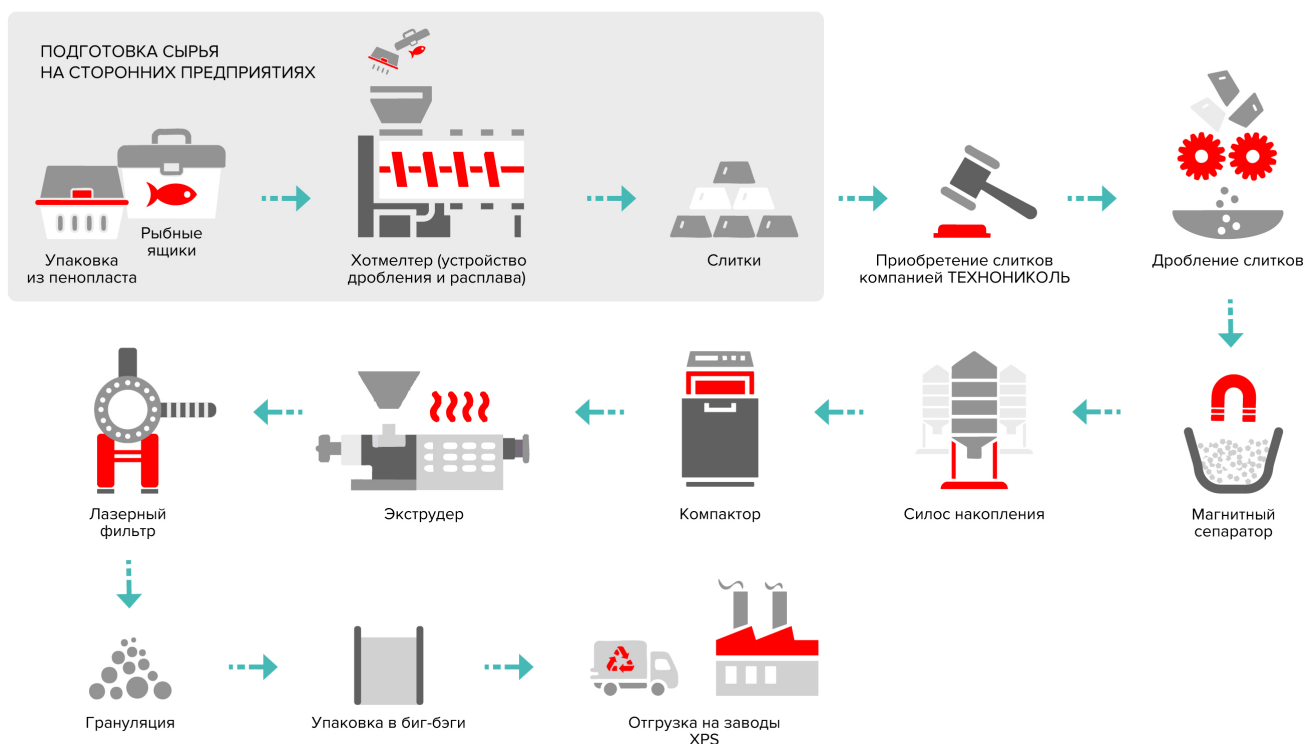 ПОДГОТОВКА СЫРЬЯ
НА СТОРОННИХ ПРЕДПРИЯТИЯХ
Упаковка
из пенопласта
Рыбные
ящики
Хотмелтер (устройство
дробления и расплава)
Слитки
Приобретение слитков
компанией ТЕХНОНИКОЛЬ
Дробление слитков
Лазерный
фильтр
Экструдер
Компактор
Силос накопления
Магнитный
сепаратор
Грануляция
Упаковка в биг-бэги
Отгрузка на заводы
XPS